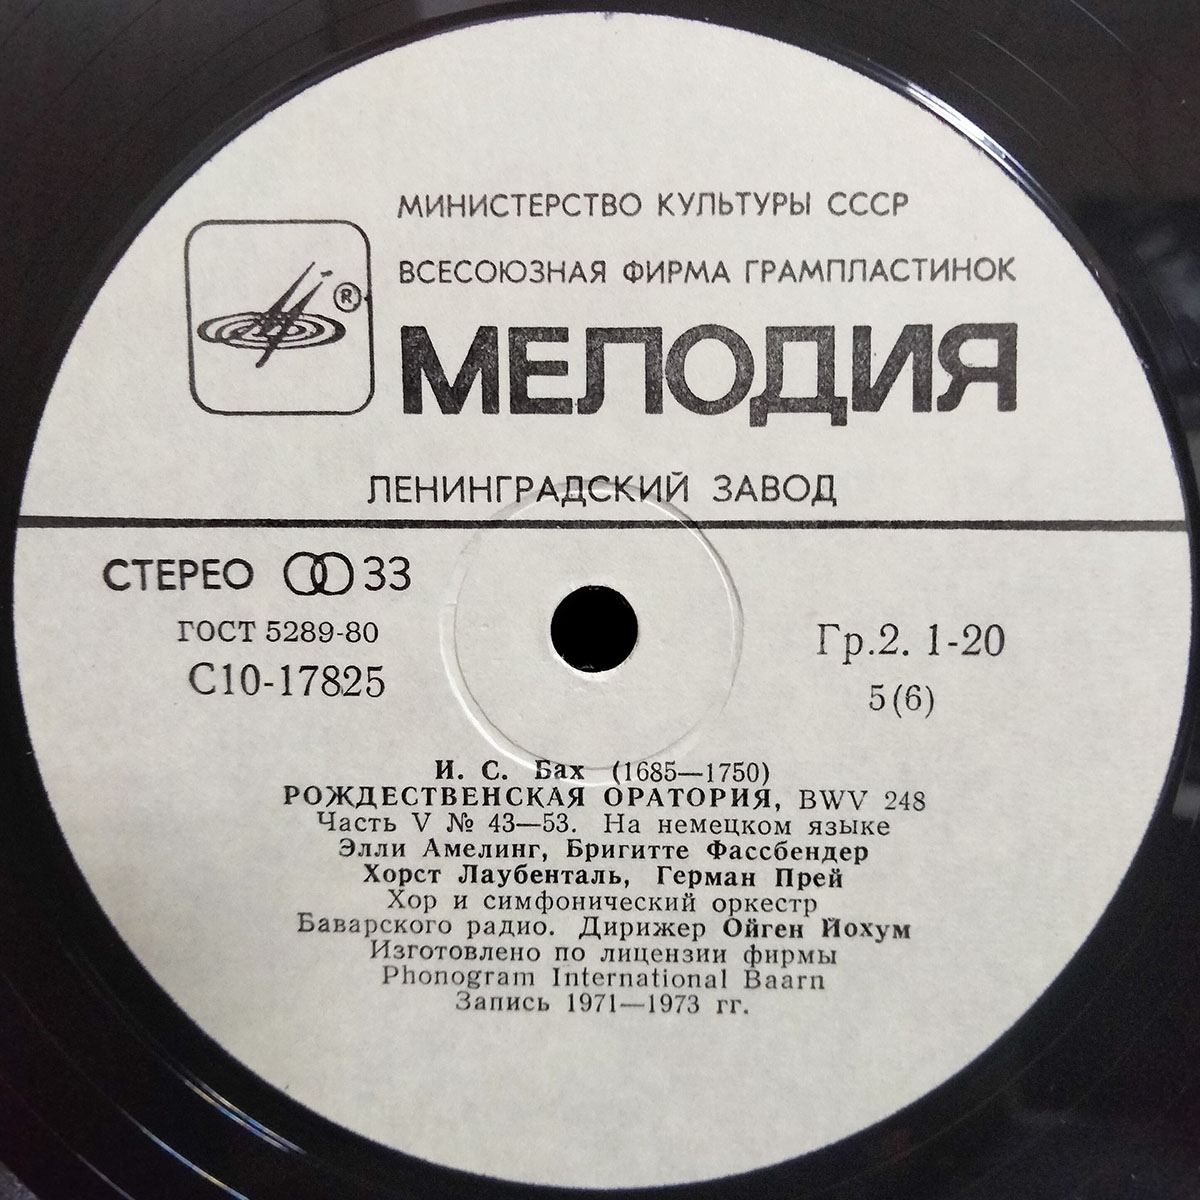 МИНИСТЕРСТВО КУЛЬТУРЫ СССР
ВСЕСОЮЗНАЯ ФИРМА ГРАМПЛАСТИНОК
®
МЕЛОДИЯ
ЛЕНИНГРАДСКИЙ ЗАВОД
СТЕРЕО 33
ГОСТ 5289-80
С10-17825
Гр.2. 1-20
5(6)
И. С. Бах (1685—1750)
РОЖДЕСТВЕНСКАЯ ОРАТОРИЯ, BWV 248
Часть V № 43—53. На немецком языке
Элли Амелинг, Бригитте Фассбендер
Хорст Лаубенталь, Герман Прей
Хор и симфонический оркестр
Баварского радио. Дирижер Ойген Йохум
Изготовлено по лицензии фирмы
Phonogram International Baarn
Запись 1971—1973 гг.